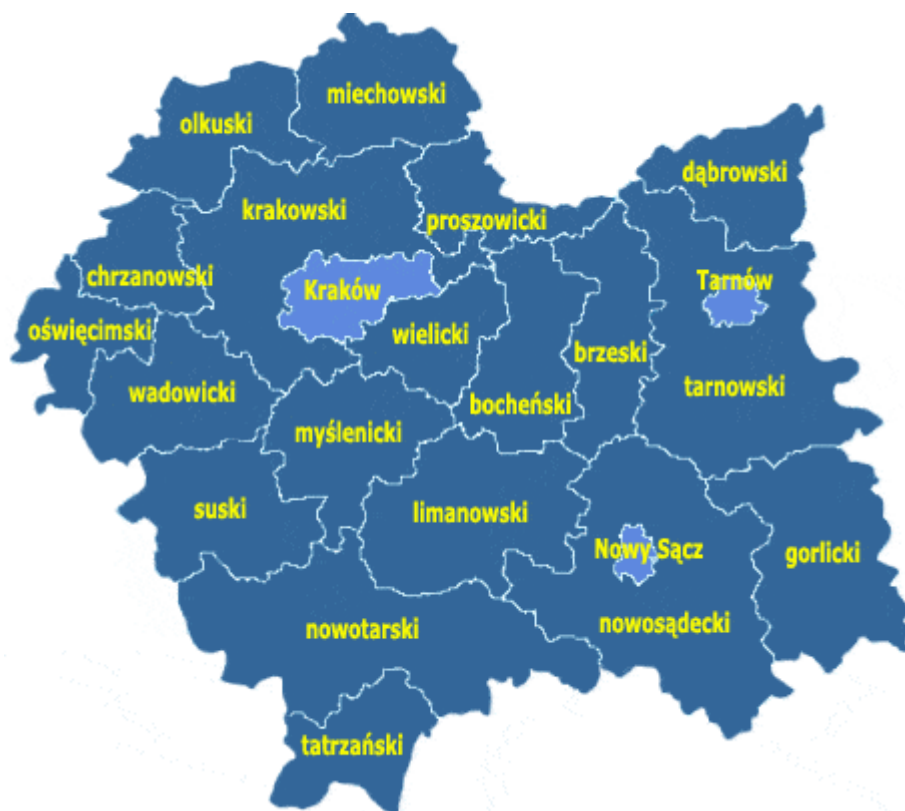 miechowski
olkuski
dąbrowski
krakowski
proszowicki
chrzanowski
Tarnów
Kraków
oświęcimski
wielicki
brzeski
wadowicki
tarnowski
bocheński
myślenicki
suski
limanowski
Nowy Sącz
gorlicki
nowotarski
nowosądecki
tatrzański